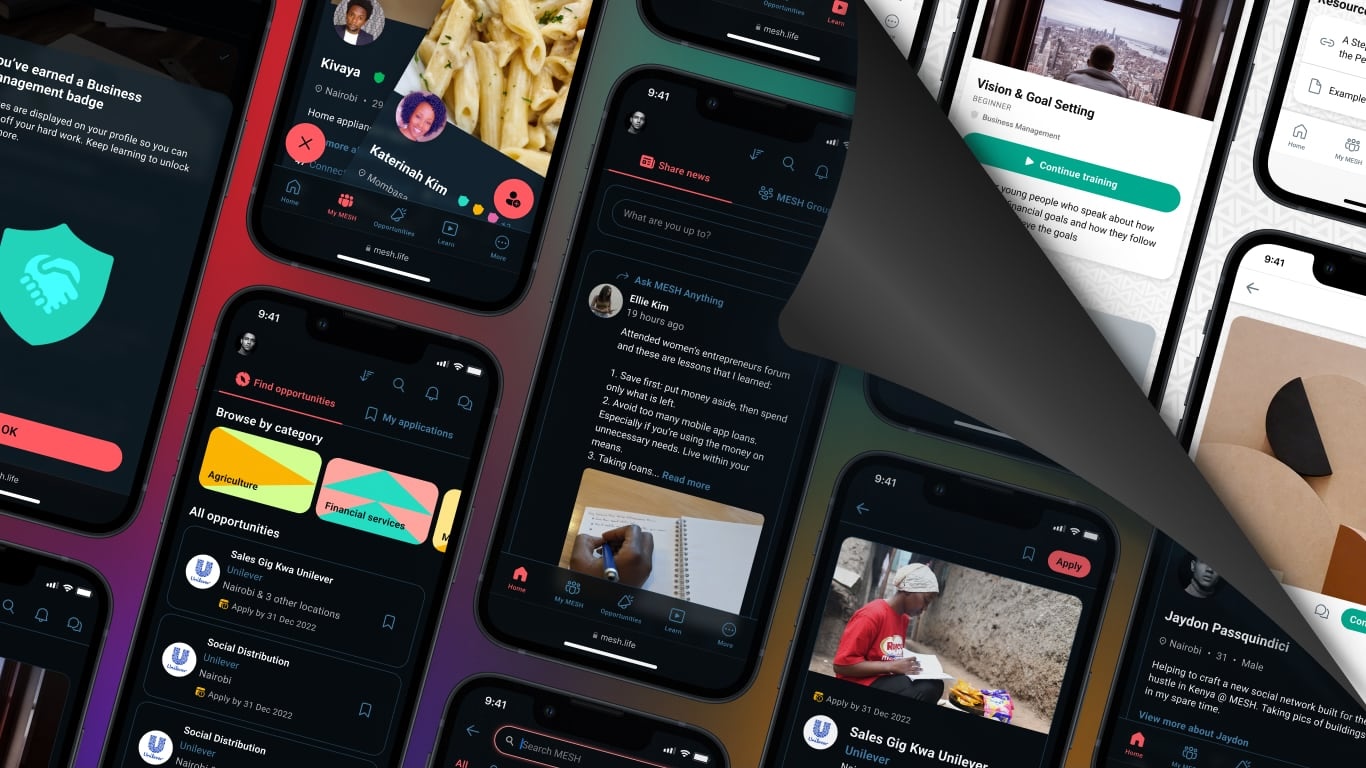 ou've earned a Business
anagement badge
es are displayed on your profile so you can
off your hard work. Keep learning to unlock
more.
OK
h.life
Kivaya
Nairobi • 29
Home applian
more a
Connec
Katerinah Kim
Mombasa
Home
My MESH
Opportunities
Learn
More
mesh.life
9:41
Find opportunities
My applications
Browse by category
Agriculture
Financial services
M
All opportunities
Sales Gig Kwa Unilever
Unilever
Nairobi & 3 other locations
Apply by 31 Dec 2022
Social Distribution
Unilever
Nairobi
Apply by 31 Dec 2022
Social Distribution
Unilever
Nairobi
Opportunities
Learn
mesh.life
9:41
Share news
MESH Grou
What are you up to?
Ask MESH Anything
Ellie Kim
19 hours ago
Attended women's entrepreneurs forum
and these are lessons that I learned:
1. Save first: put money aside, then spend
only what is left.
2. Avoid too many mobile app loans.
Especially if you're using the money on
unnecessary needs. Live within your
means.
3. Taking loans... Read more
Home
My MESH
Opportunities
Learn
More
mesh.life
9:41
Search MESH
All
Vision & Goal Setting
BEGINNER
Business Management
Continue training
young people who speak about how
financial goals and how they follow
ve the goals
9:41
Apply
Apply by 31 Dec 2022
Sales Gig Kwa Unilever
Unilever
Resource
A Ste
the Pe
Example
Home
My MESH
9:41
Con
Jaydon Passquindici
Nairobi • 31 • Male
Helping to craft a new social network built for the
hustle in Kenya @ MESH. Taking pics of buildings
in my spare time.
View more about Jaydon
Home
My MESH